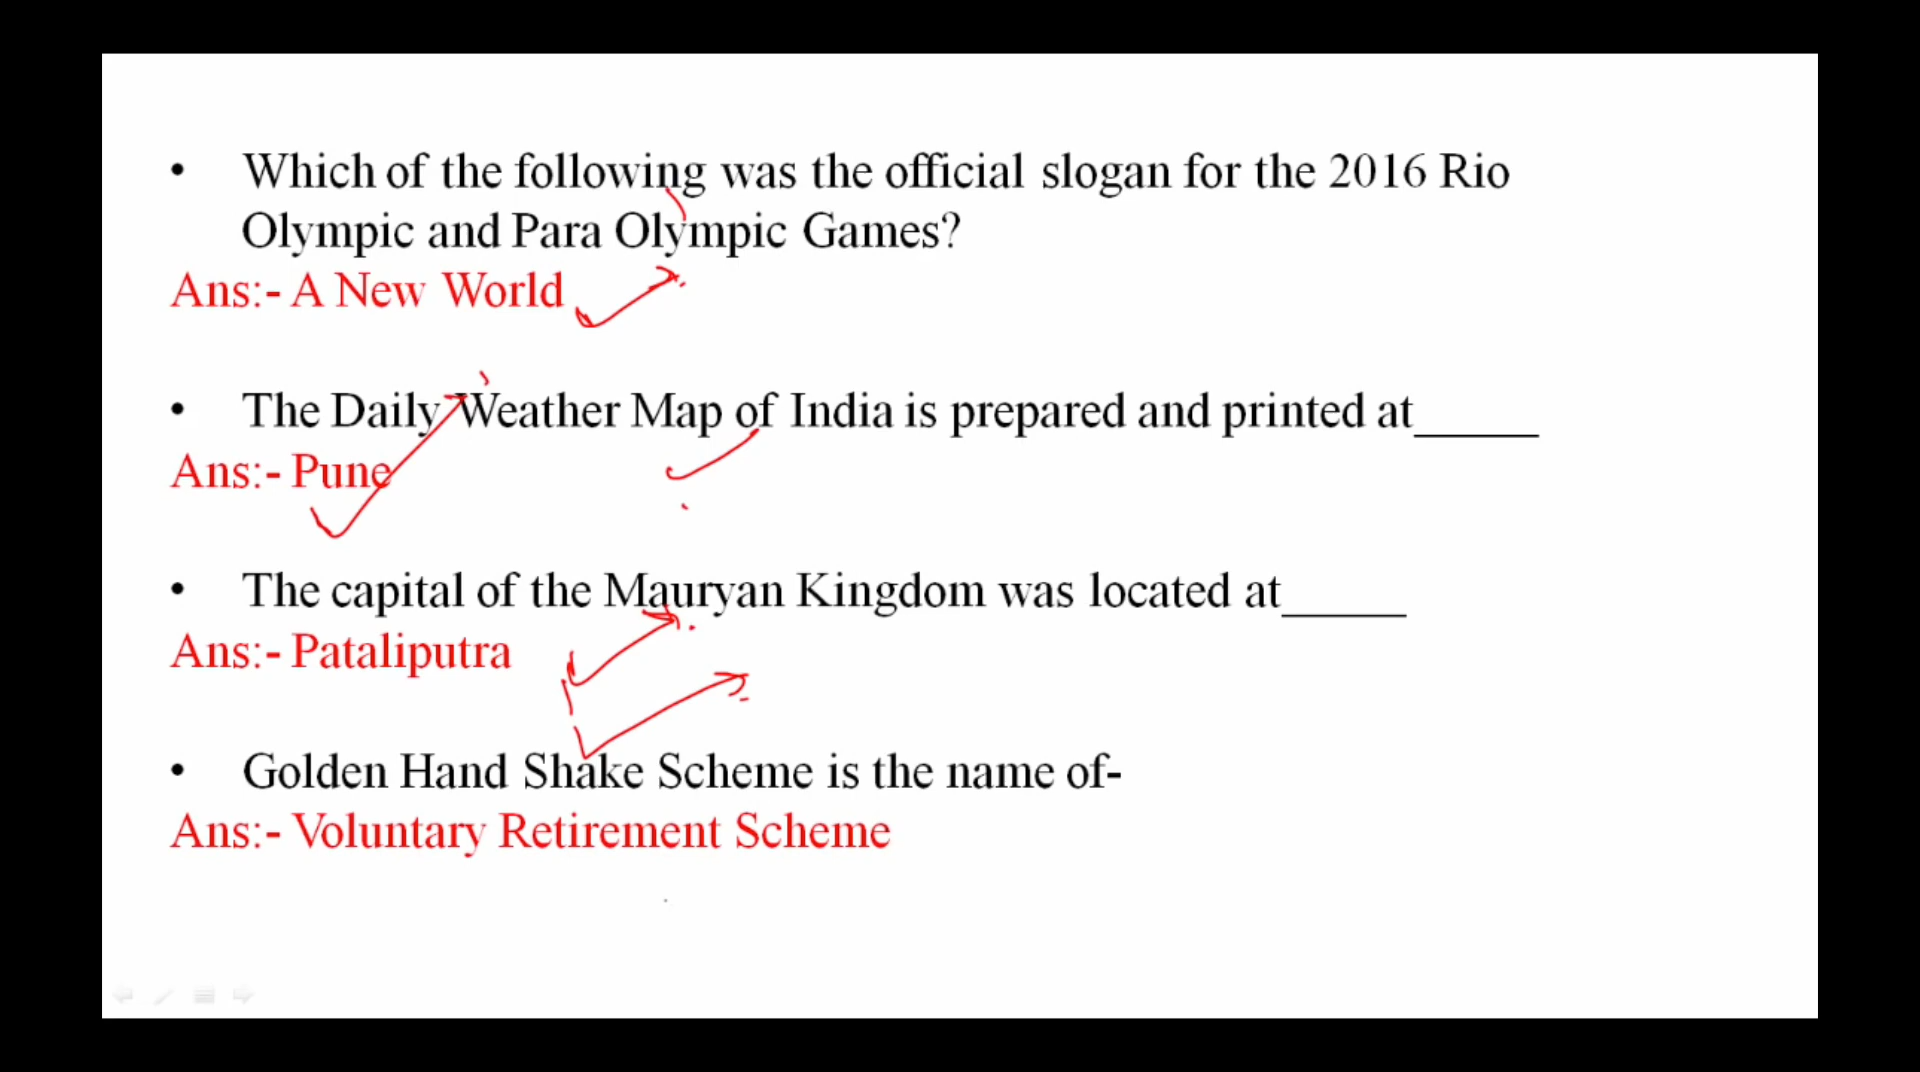 • Which of the following was the official slogan for the 2016 Rio
Olympic and Para Olympic Games?
Ans:- A New World
• The Daily Weather Map of India is prepared and printed at_____
Ans:- Pune
• The capital of the Mauryan Kingdom was located at_____
Ans:- Pataliputra
• Golden Hand Shake Scheme is the name of-
Ans:- Voluntary Retirement Scheme